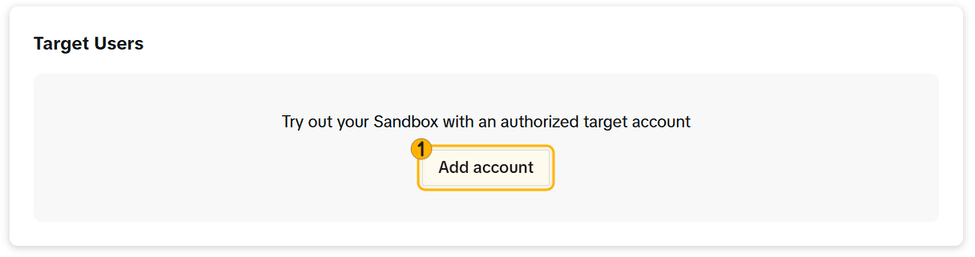 Target Users
Try out your Sandbox with an authorized target account
1
Add account